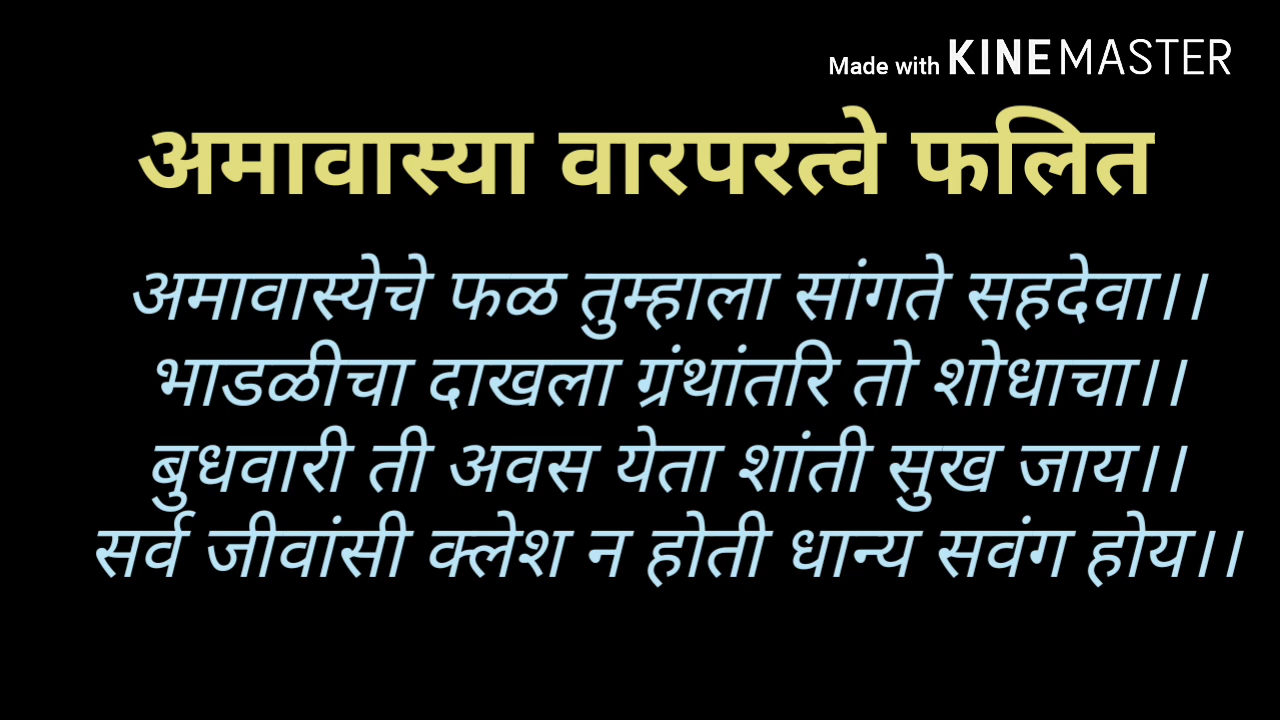 Made with KINEMASTER
अमावास्या वारपरत्वे फलित
अमावास्येचे फळ तुम्हाला सांगते सहदेवा।।
भाडळीचा दाखला ग्रंथांतरि तो शोधाचा।।
बुधवारी ती अवस येता शांती सुख जाय।।
सर्व जीवांसी क्लेश न होती धान्य सवंग होय।।